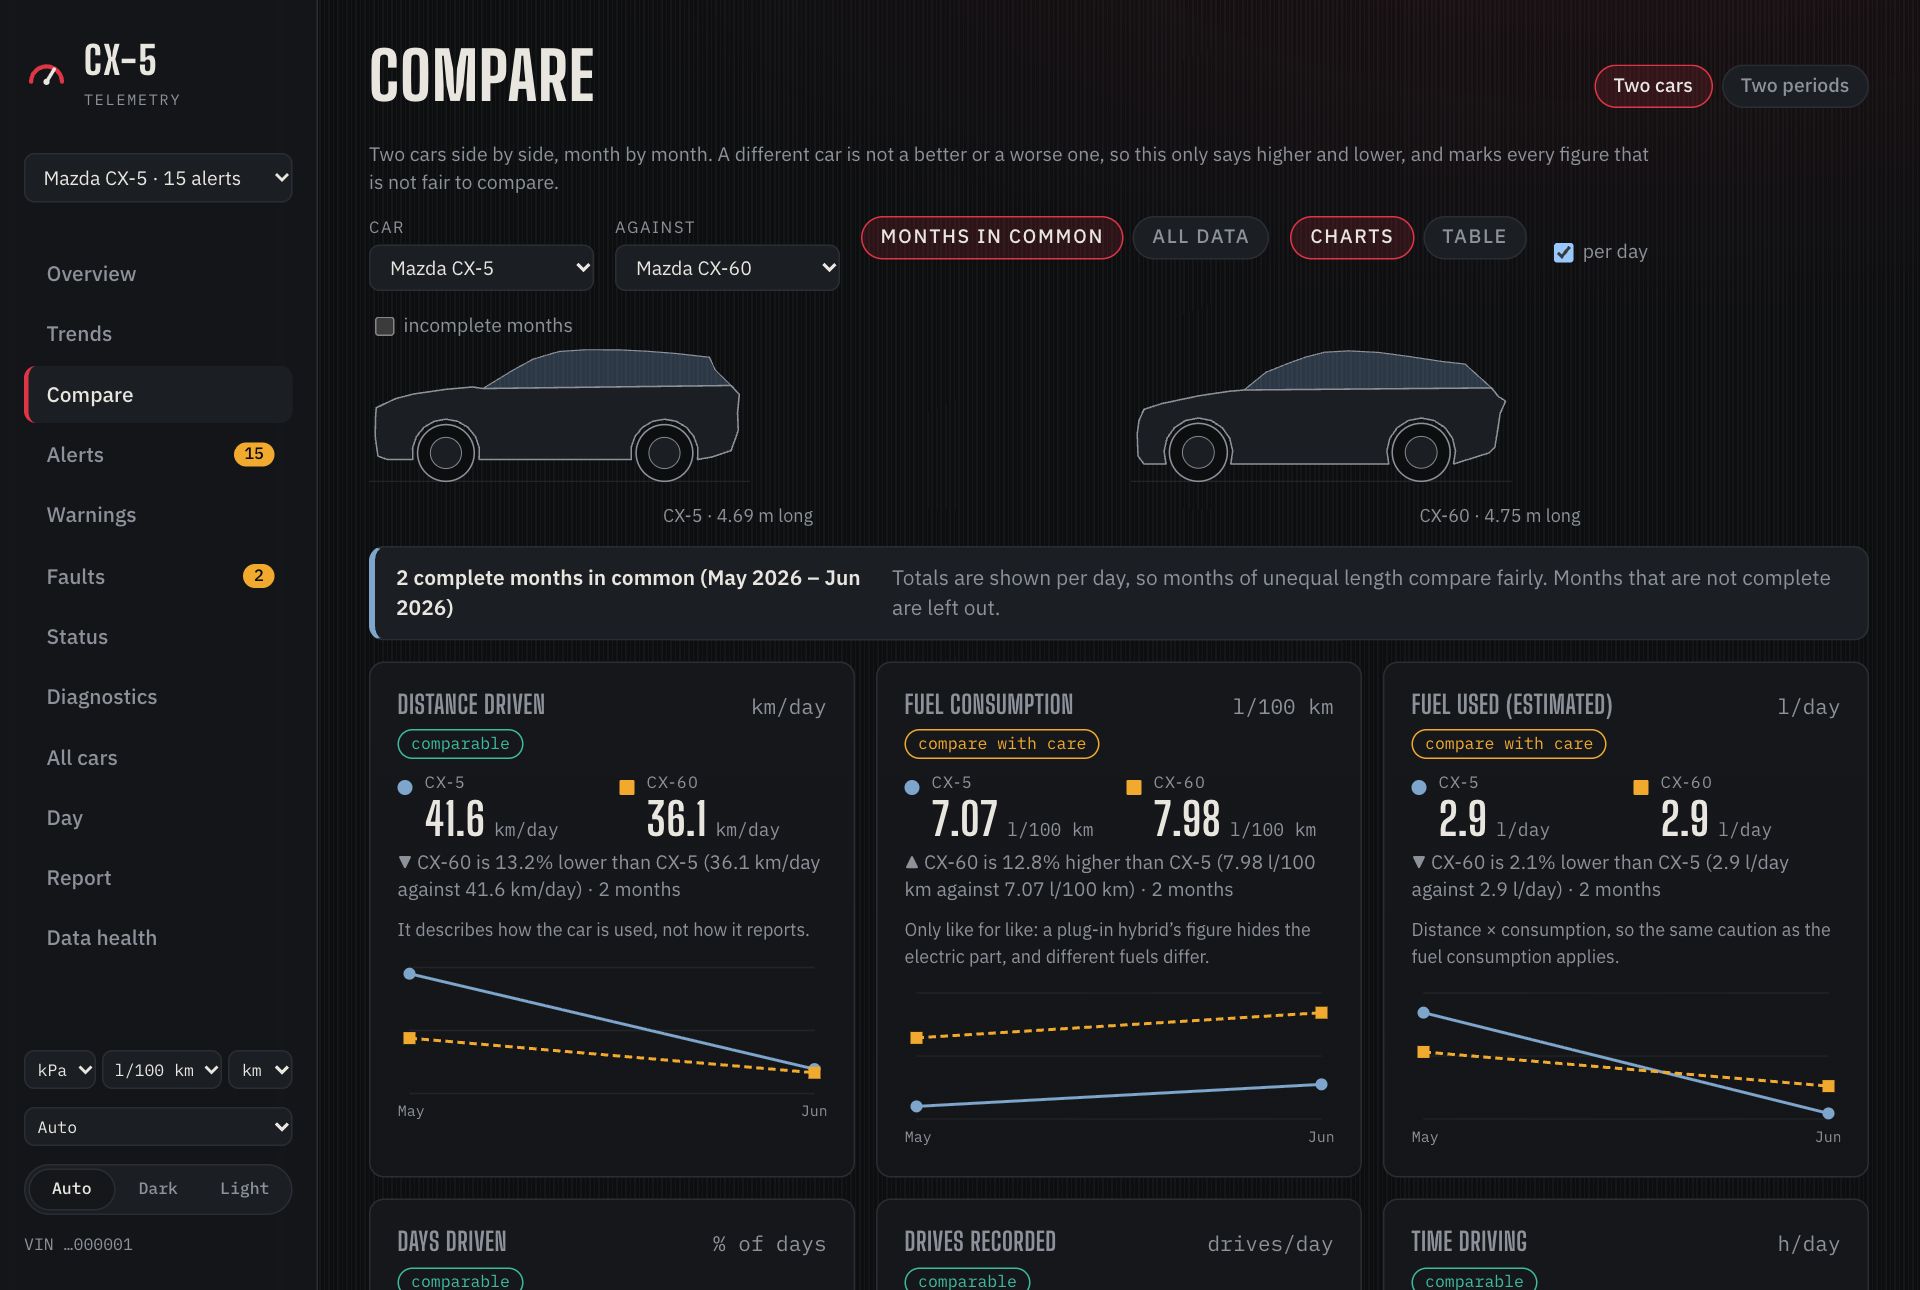 CX-5
TELEMETRY
Mazda CX-5 · 15 alerts
Overview
Trends
Compare
Alerts 15
Warnings
Faults 2
Status
Diagnostics
All cars
Day
Report
Data health
kPa l/100 km km
Auto
Auto Dark Light
VIN …000001
COMPARE
Two cars Two periods
Two cars side by side, month by month. A different car is not a better or a worse one, so this only says higher and lower, and marks every figure that
is not fair to compare.
CAR AGAINST
MONTHS IN COMMON ALL DATA CHARTS TABLE
Mazda CX-5 Mazda CX-60 per day
incomplete months
CX-5 · 4.69 m long CX-60 · 4.75 m long
2 complete months in common (May 2026 – Jun
2026)
Totals are shown per day, so months of unequal length compare fairly. Months that are not complete
are left out.
DISTANCE DRIVEN km/day
comparable
CX-5 CX-60
41.6 km/day 36.1 km/day
▼ CX-60 is 13.2% lower than CX-5 (36.1 km/day
against 41.6 km/day) · 2 months
It describes how the car is used, not how it reports.
May Jun
FUEL CONSUMPTION l/100 km
compare with care
CX-5 CX-60
7.07 l/100 km 7.98 l/100 km
▲ CX-60 is 12.8% higher than CX-5 (7.98 l/100
km against 7.07 l/100 km) · 2 months
Only like for like: a plug-in hybrid’s figure hides the
electric part, and different fuels differ.
May Jun
FUEL USED (ESTIMATED) l/day
compare with care
CX-5 CX-60
2.9 l/day 2.9 l/day
▼ CX-60 is 2.1% lower than CX-5 (2.9 l/day
against 2.9 l/day) · 2 months
Distance × consumption, so the same caution as the
fuel consumption applies.
May Jun
DAYS DRIVEN % of days
comparable
DRIVES RECORDED drives/day
comparable
TIME DRIVING h/day
comparable